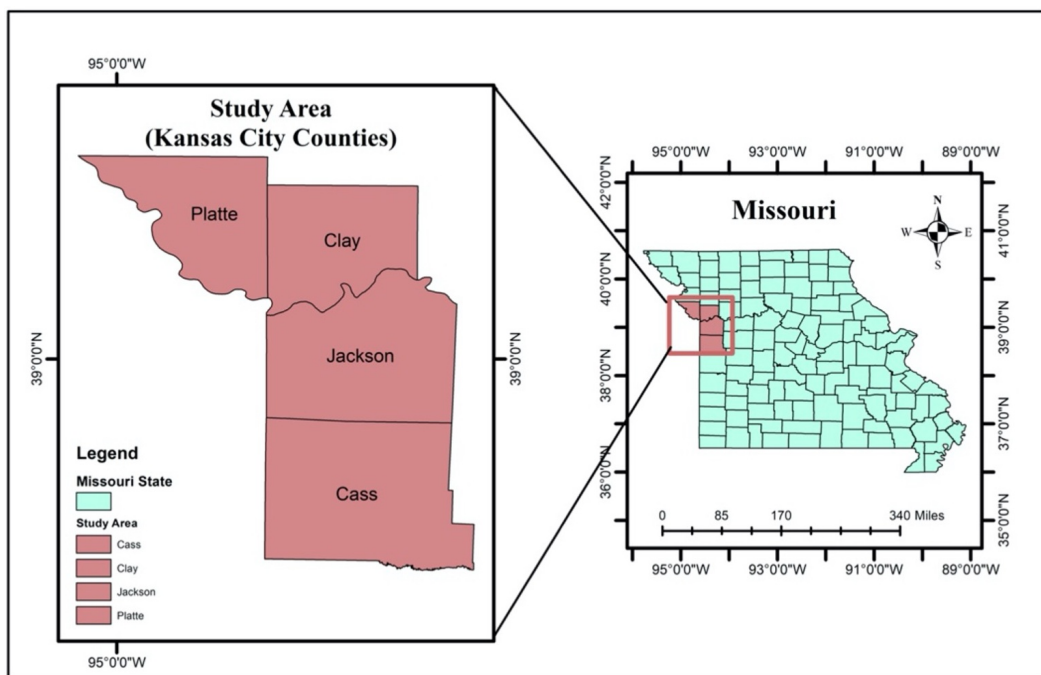 95°0'0"W
Study Area
(Kansas City Counties)
Platte
Clay
Jackson
Cass
39°0'0"N
39°0'0"N
Legend
Missouri State
Study Area
Cass
Clay
Jackson
Platte
95°0'0"W
95°0'0"W
93°0'0"W
91°0'0"W
89°0'0"W
Missouri
N
W
E
S
42°0'0"N
40°0'0"N
38°0'0"N
36°0'0"N
41°0'0"N
39°0'0"N
37°0'0"N
35°0'0"N
0 85 170 340 Miles
95°0'0"W
93°0'0"W
91°0'0"W
89°0'0"W